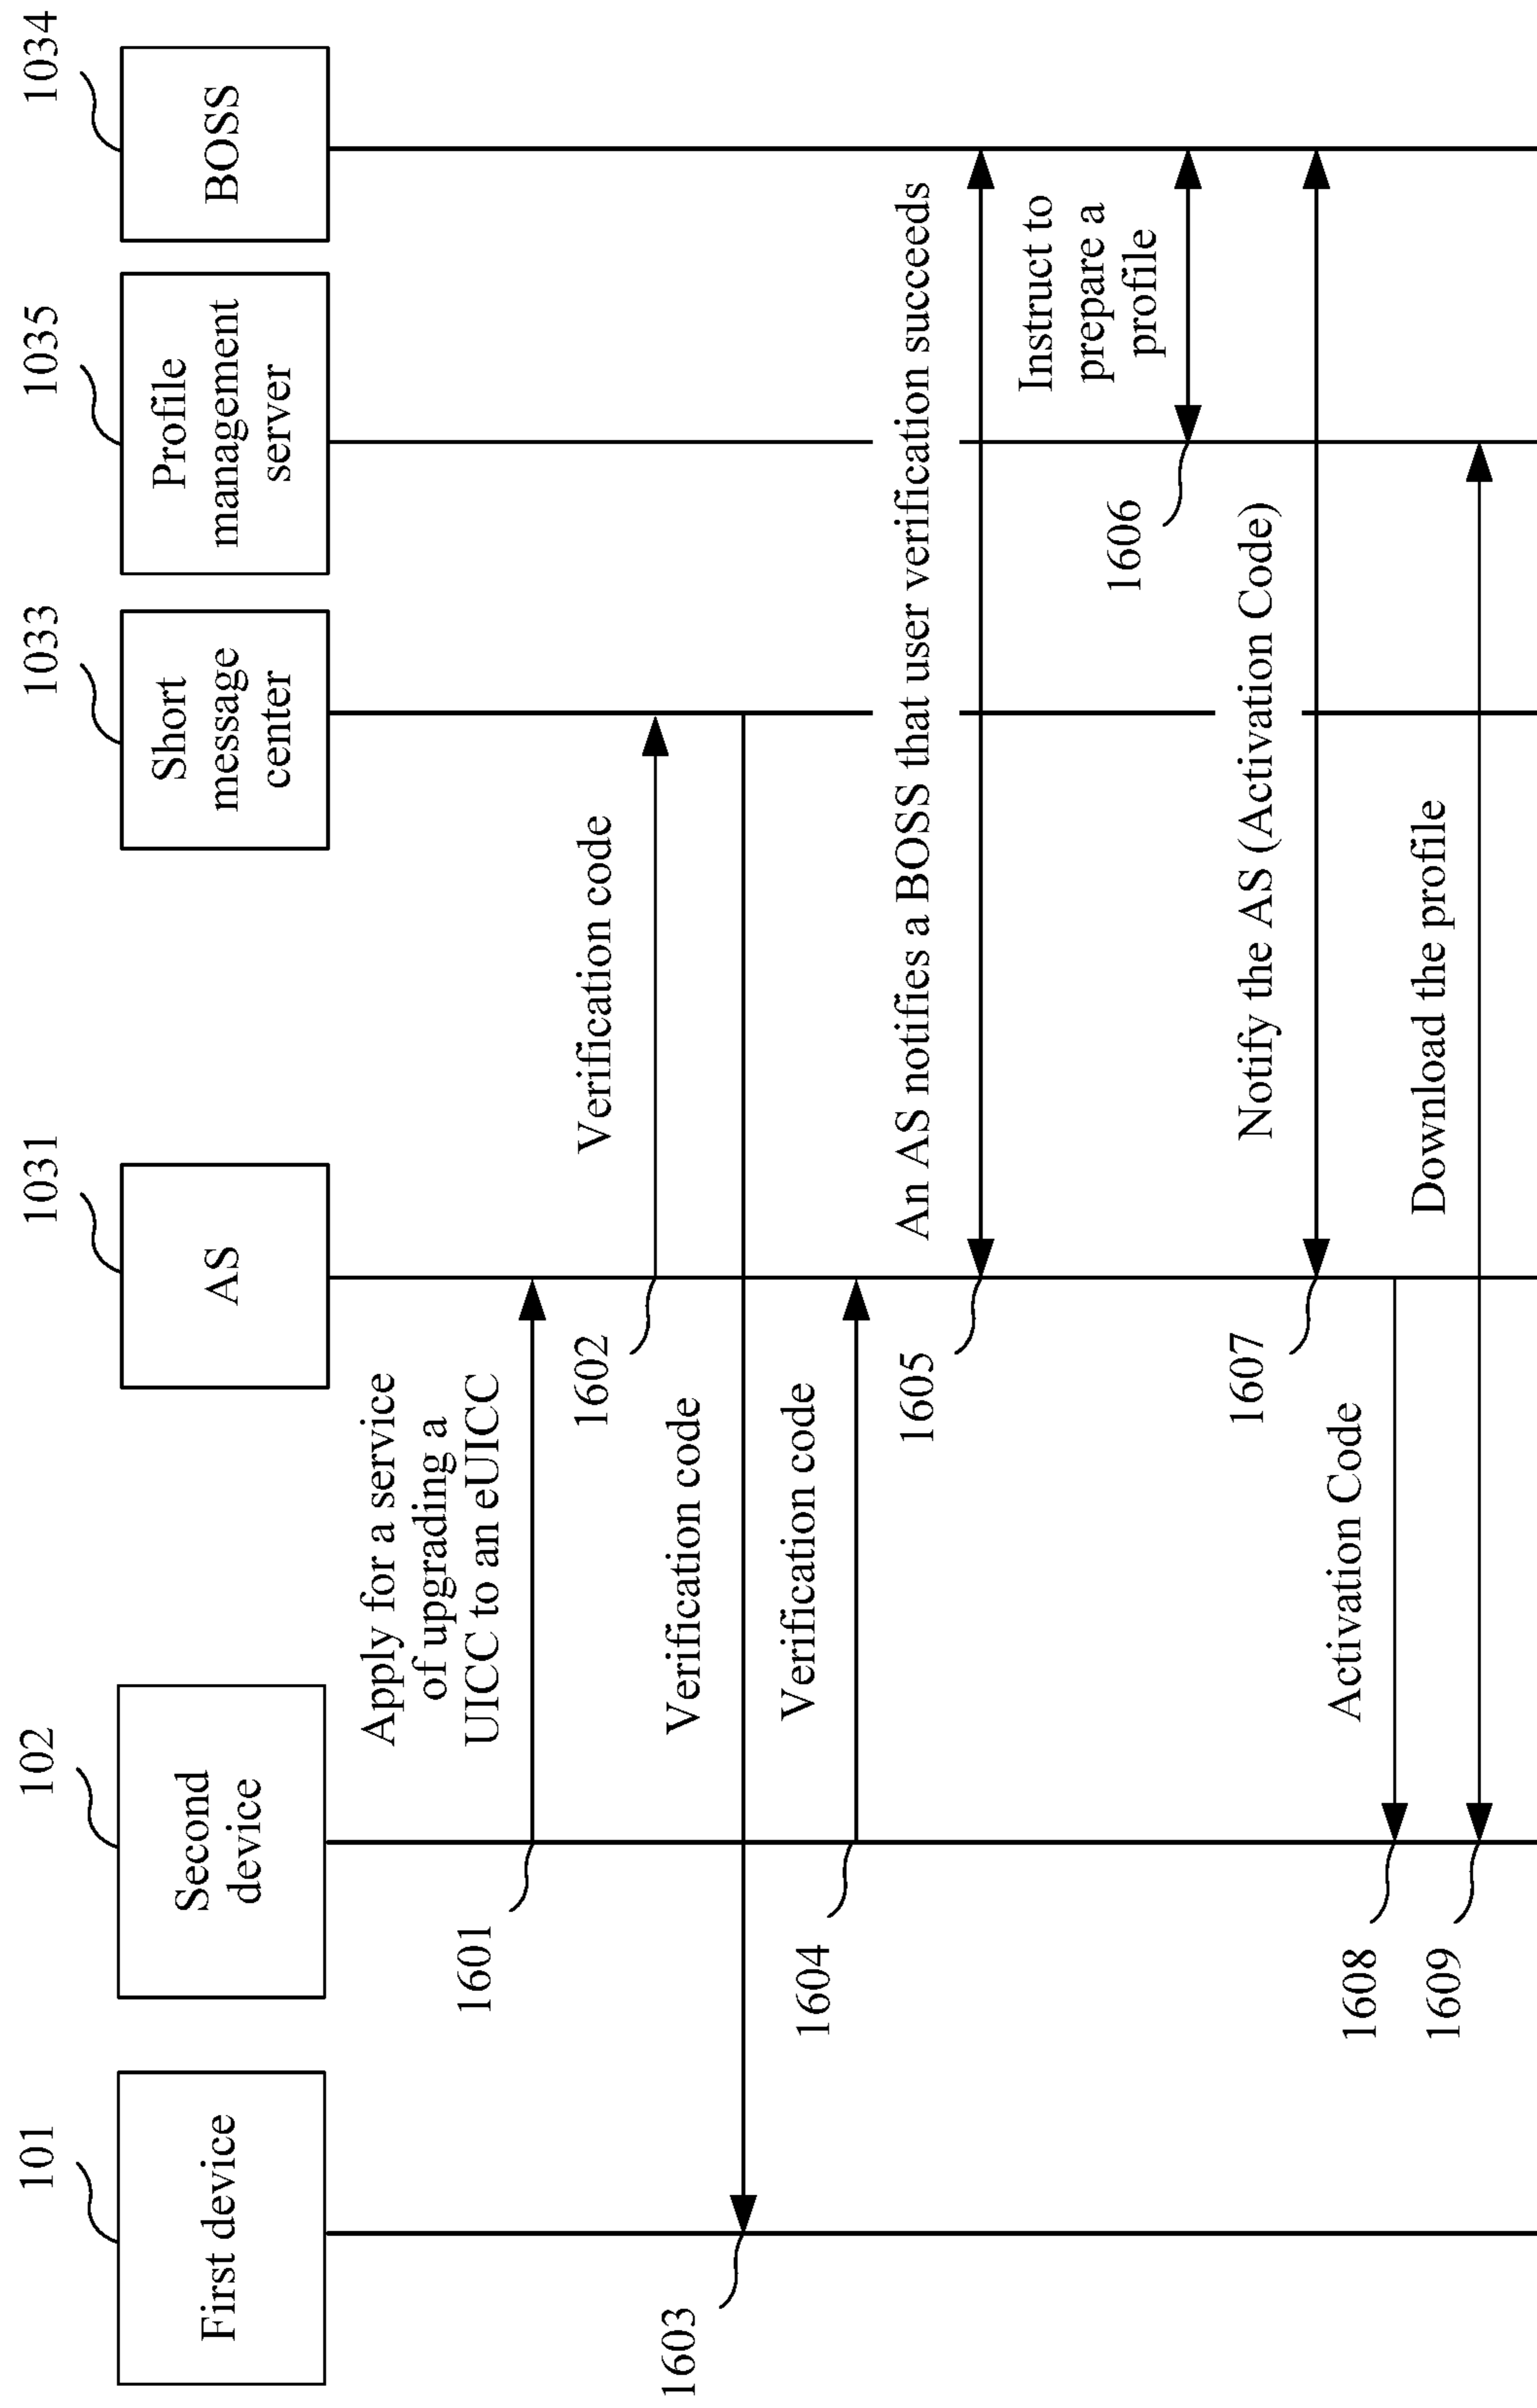 101
102
1031
1033
1035
1034
First device
Second
device
AS
Short
message
center
Profile
management
server
BOSS
Apply for a service
of upgrading a
UICC to an eUICC
1601
Verification code
1602
Verification code
1603
Verification code
1604
An AS notifies a BOSS that user verification succeeds
1605
Instruct to
prepare a
profile
1606
Notify the AS (Activation Code)
1607
Activation Code
1608
Download the profile
1609